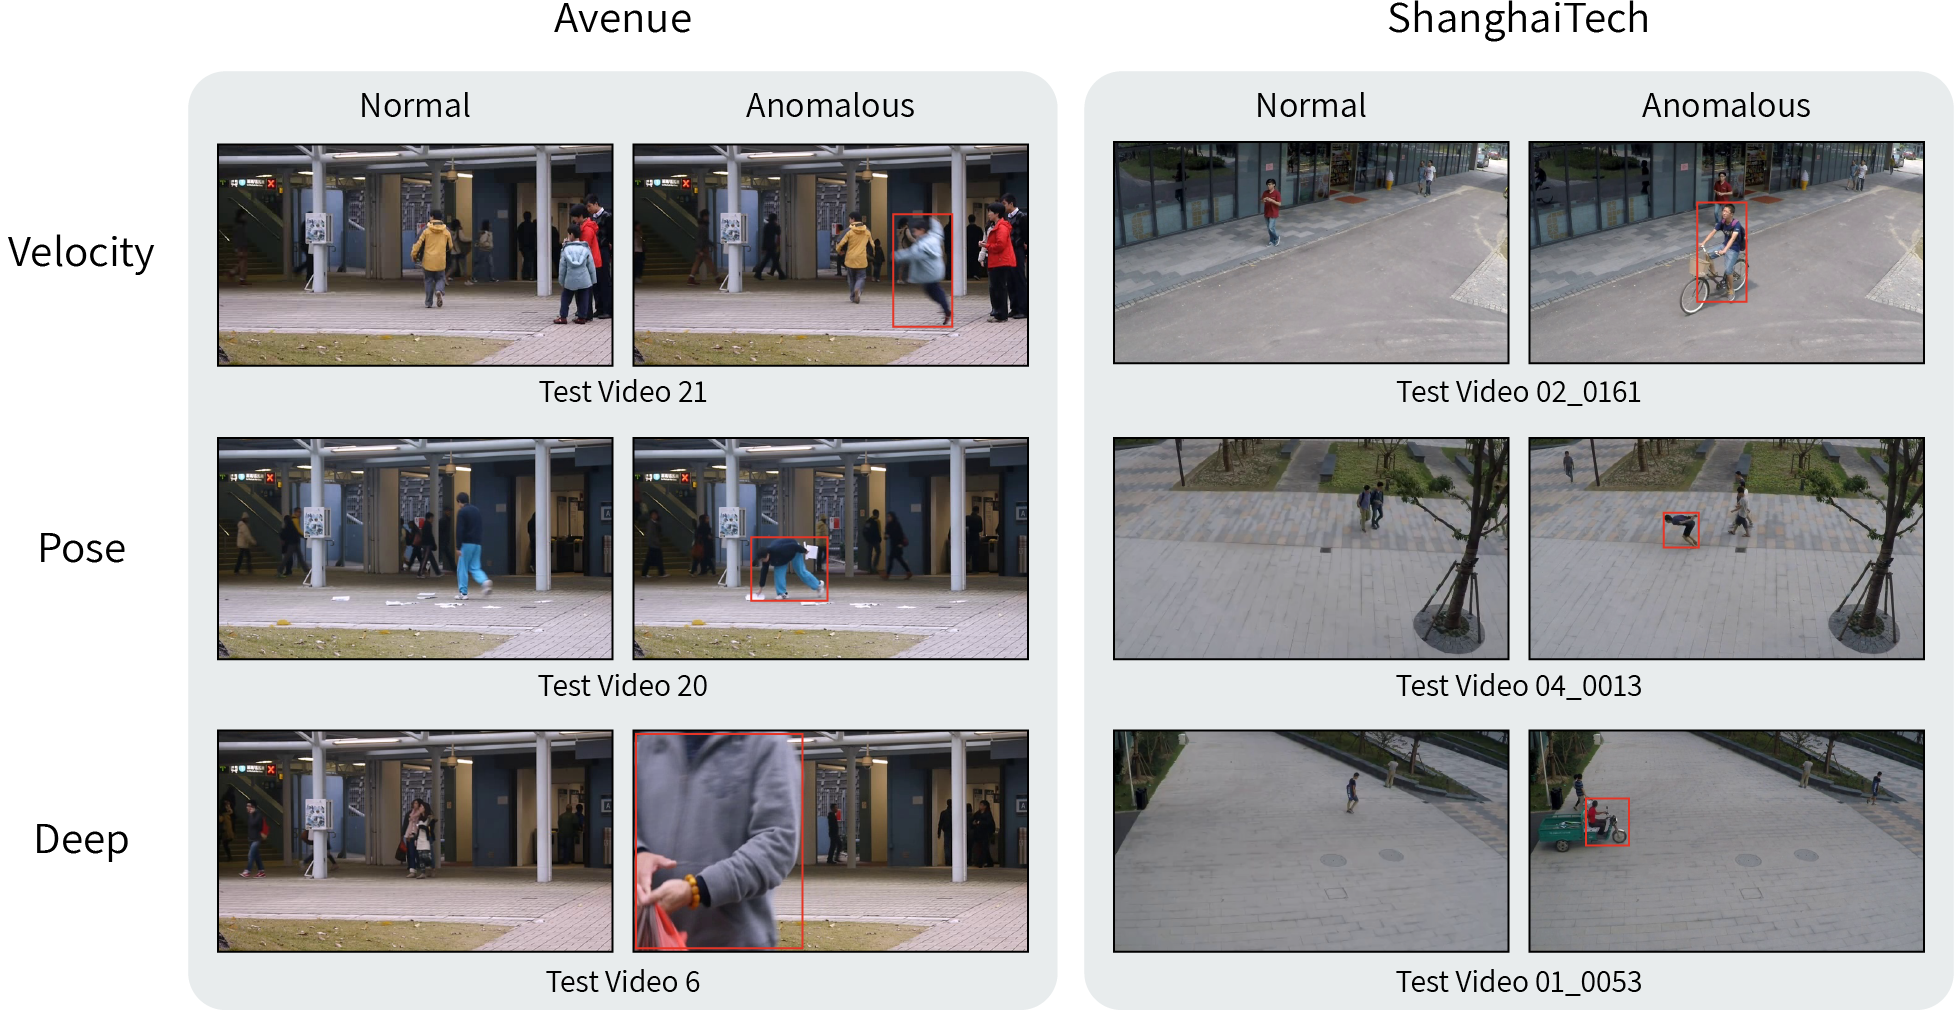 Avenue
ShanghaiTech
Normal
Anomalous
Normal
Anomalous
Velocity
Test Video 21
Test Video 02_0161
Pose
Test Video 20
Test Video 04_0013
Deep
Test Video 6
Test Video 01_0053